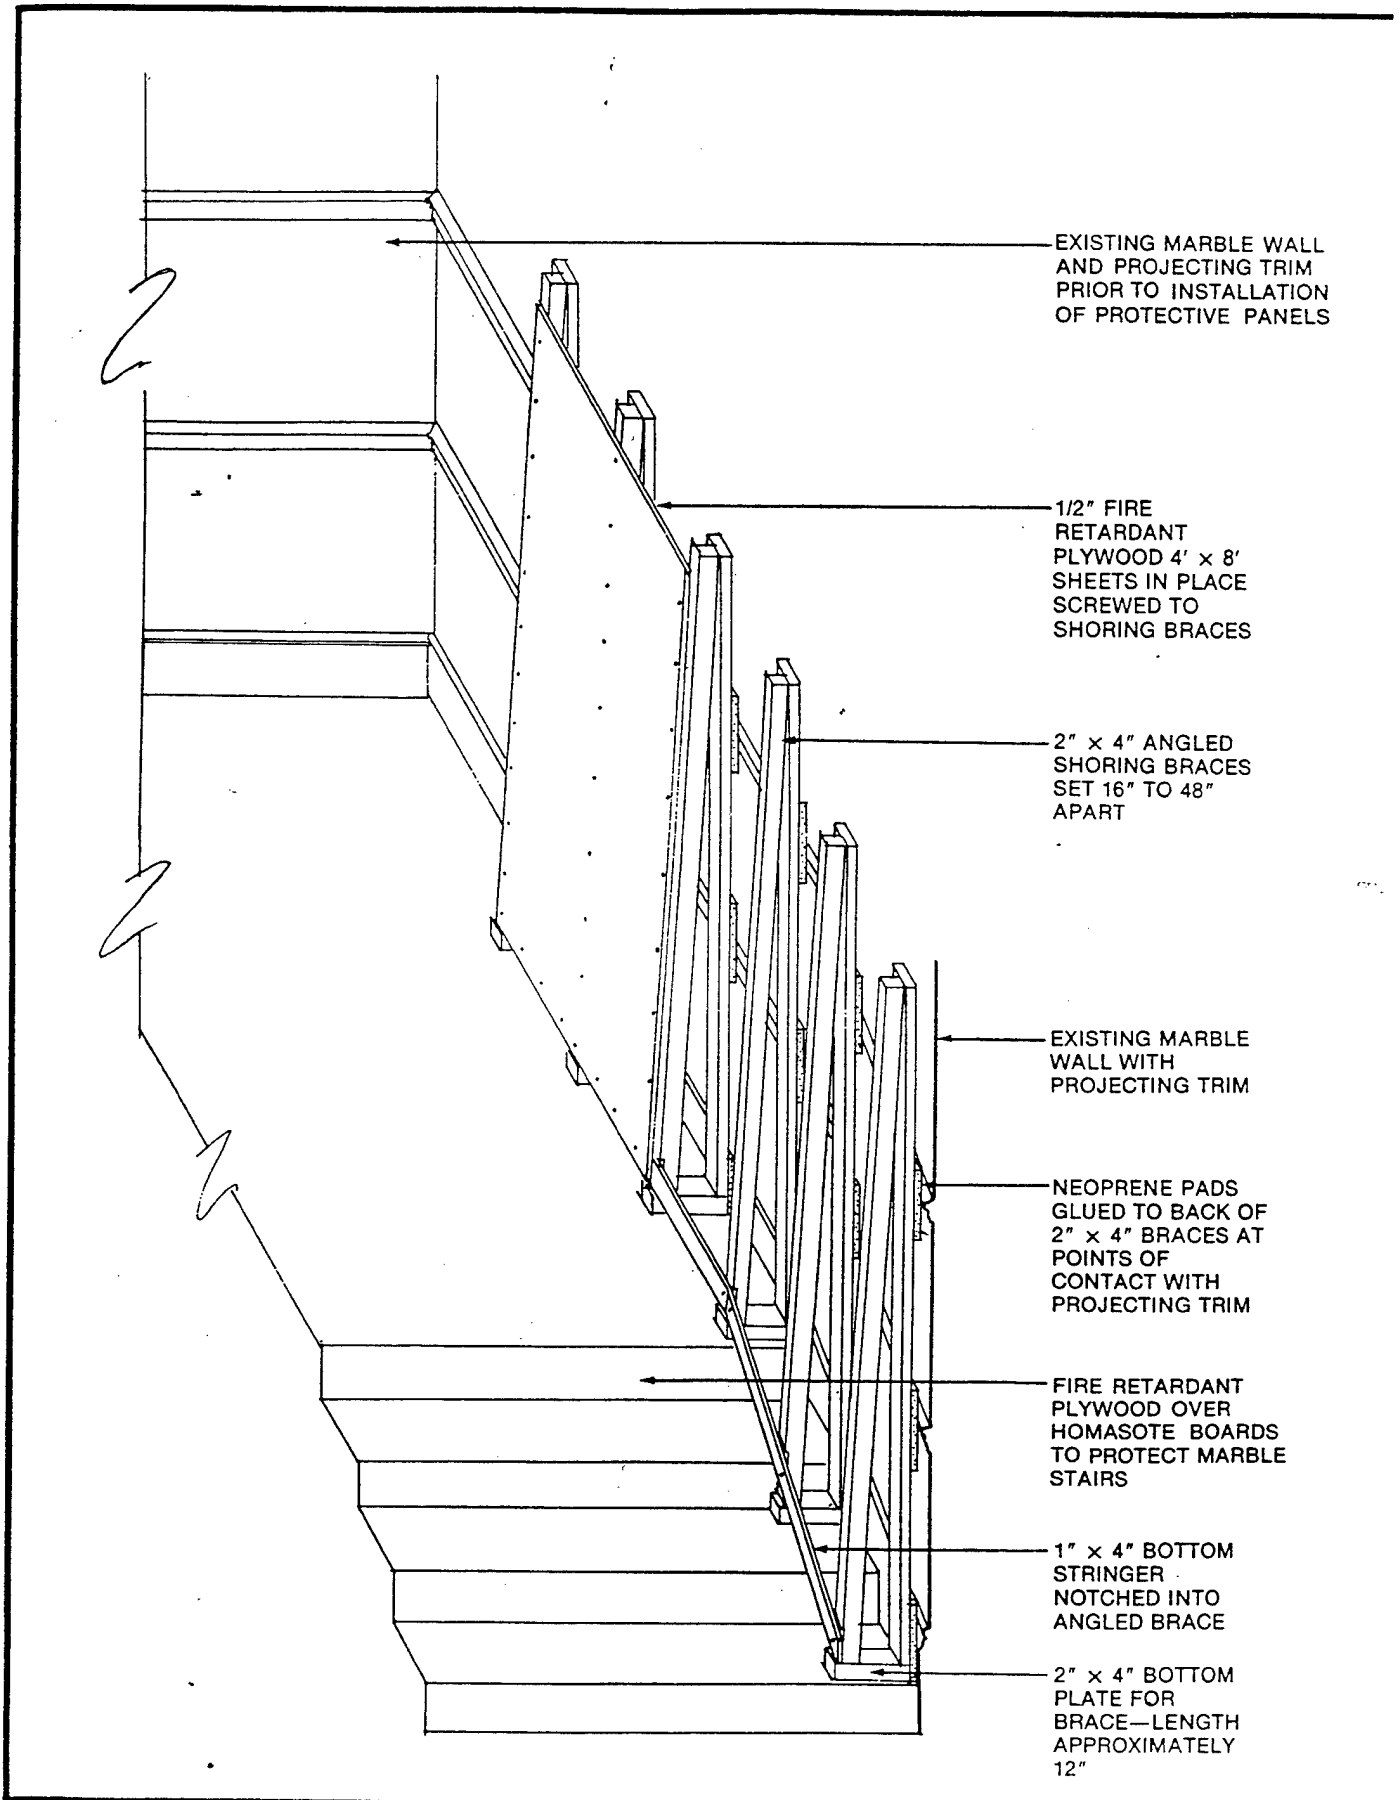 EXISTING MARBLE WALL
AND PROJECTING TRIM
PRIOR TO INSTALLATION
OF PROTECTIVE PANELS
1/2″ FIRE
RETARDANT
PLYWOOD 4′ × 8′
SHEETS IN PLACE
SCREWED TO
SHORING BRACES
2″ × 4″ ANGLED
SHORING BRACES
SET 16″ TO 48″
APART
EXISTING MARBLE
WALL WITH
PROJECTING TRIM
NEOPRENE PADS
GLUED TO BACK OF
2″ × 4″ BRACES AT
POINTS OF
CONTACT WITH
PROJECTING TRIM
FIRE RETARDANT
PLYWOOD OVER
HOMASOTE BOARDS
TO PROTECT MARBLE
STAIRS
1″ × 4″ BOTTOM
STRINGER
NOTCHED INTO
ANGLED BRACE
2″ × 4″ BOTTOM
PLATE FOR
BRACE—LENGTH
APPROXIMATELY
12″